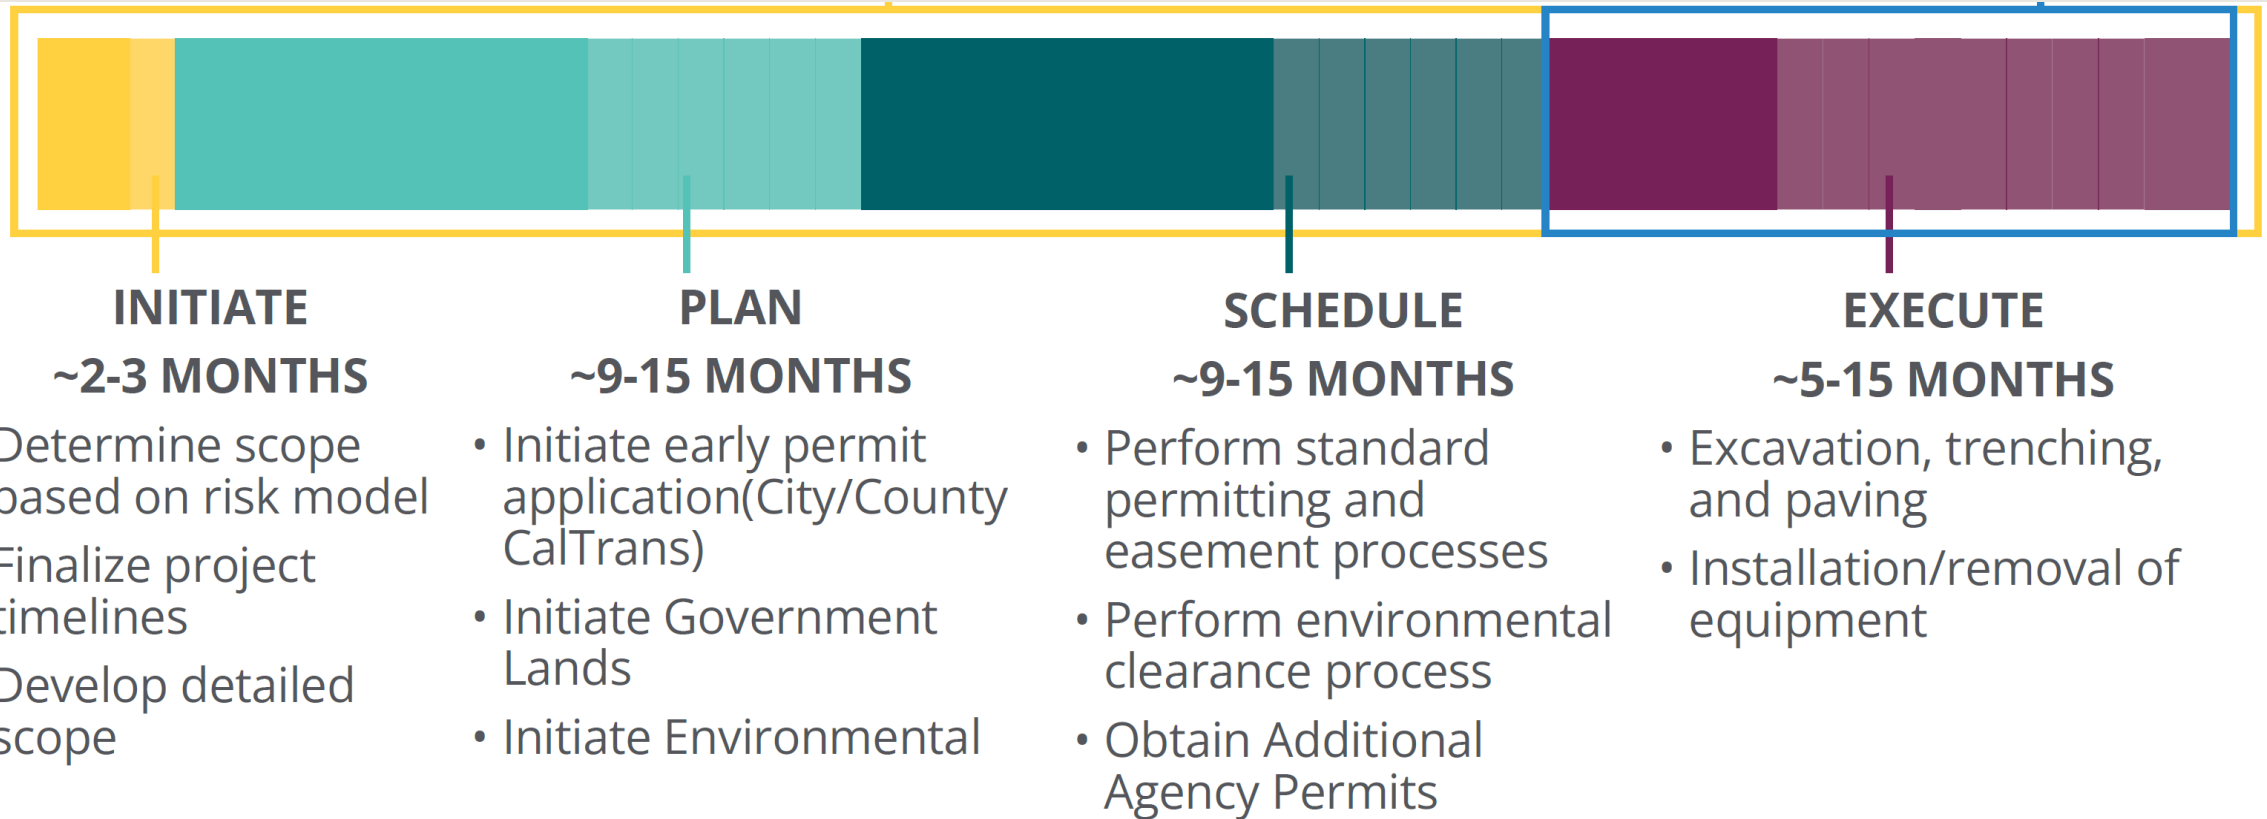 INITIATE
~2-3 MONTHS
Determine scope
based on risk model
Finalize project
timelines
Develop detailed
scope
PLAN
~9-15 MONTHS
• Initiate early permit
application(City/County
CalTrans)
• Initiate Government
Lands
• Initiate Environmental
SCHEDULE
~9-15 MONTHS
• Perform standard
permitting and
easement processes
• Perform environmental
clearance process
• Obtain Additional
Agency Permits
EXECUTE
~5-15 MONTHS
• Excavation, trenching,
and paving
• Installation/removal of
equipment